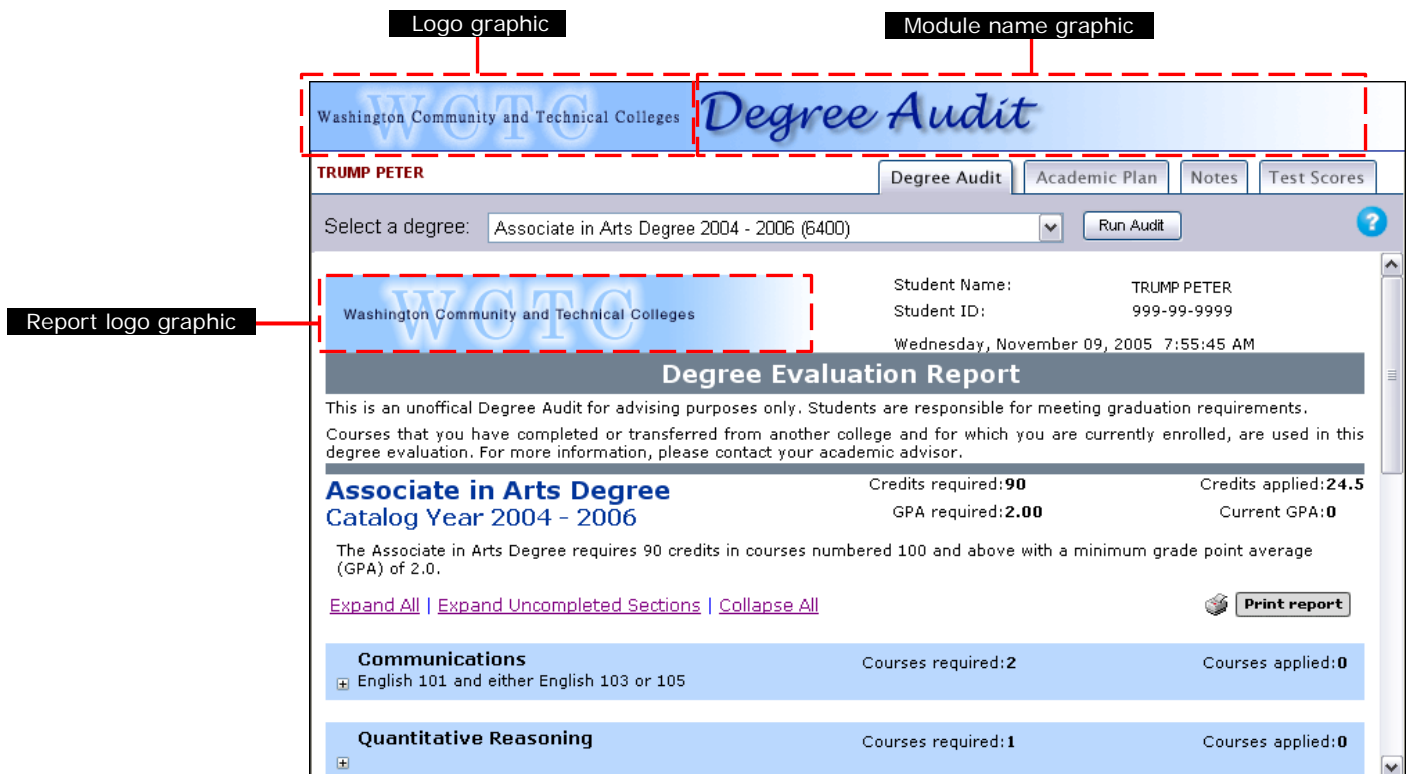 Logo graphic
Module name graphic
WCTC
Washington Community and Technical Colleges
Degree Audit
TRUMP PETER
Degree Audit
Academic Plan
Notes
Test Scores
Select a degree:
Associate in Arts Degree 2004 - 2006 (6400)
Run Audit
?
Report logo graphic
WCTC
Washington Community and Technical Colleges
Student Name: TRUMP PETER
Student ID: 999-99-9999
Wednesday, November 09, 2005 7:55:45 AM
Degree Evaluation Report
This is an unoffical Degree Audit for advising purposes only. Students are responsible for meeting graduation requirements.
Courses that you have completed or transferred from another college and for which you are currently enrolled, are used in this
degree evaluation. For more information, please contact your academic advisor.
Associate in Arts Degree
Credits required:90
Credits applied:24.5
Catalog Year 2004 - 2006
GPA required:2.00
Current GPA:0
The Associate in Arts Degree requires 90 credits in courses numbered 100 and above with a minimum grade point average
(GPA) of 2.0.
Expand All | Expand Uncompleted Sections | Collapse All
Print report
Communications
Courses required:2
Courses applied:0
English 101 and either English 103 or 105
Quantitative Reasoning
Courses required:1
Courses applied:0